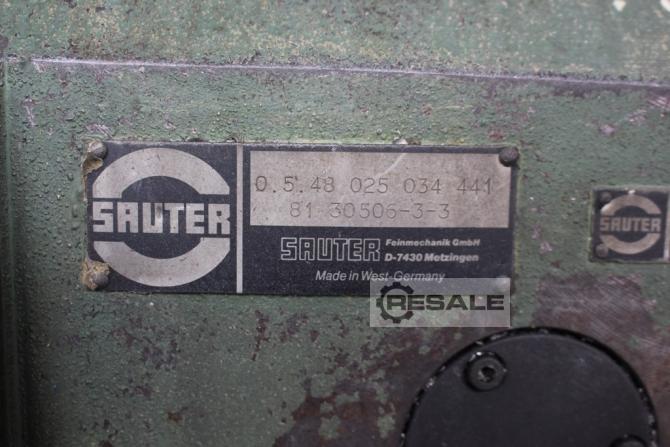 SAUTER
0.5.48 025 034 441
81 30506-3-3
SAUTER Feinmechanik GmbH
D-7430 Metzingen
Made in West-Germany
SAUTER
RESALE